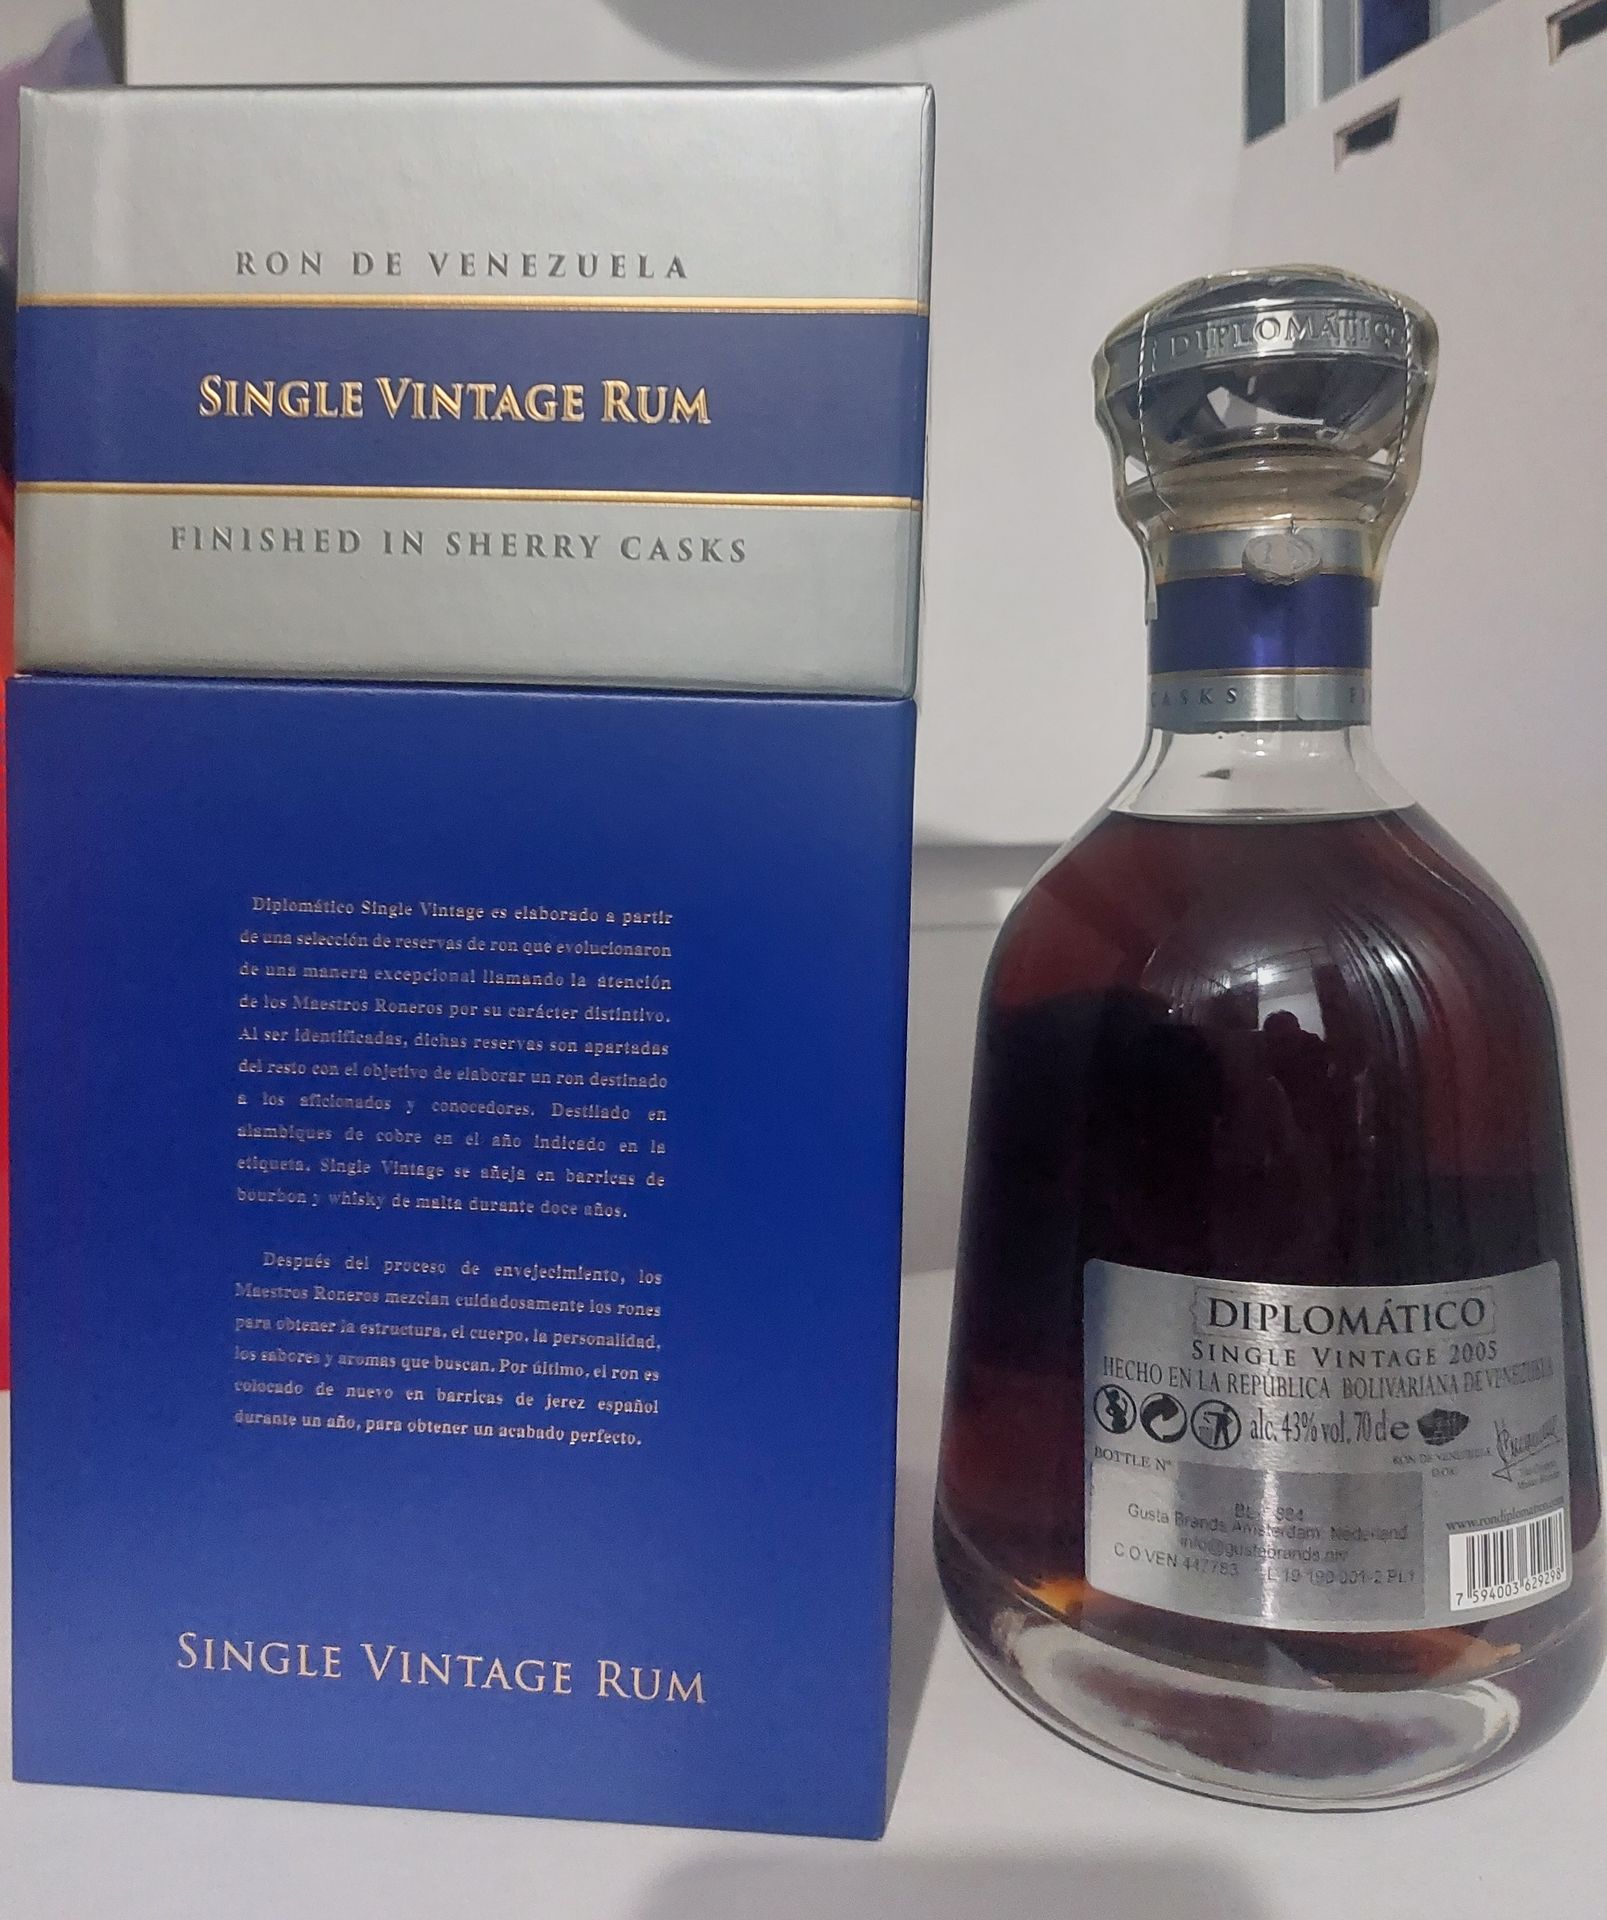 RON DE VENEZUELA
SINGLE VINTAGE RUM
FINISHED IN SHERRY CASKS
Diplomático Single Vintage es elaborado a partir
de una selección de reservas de ron que evolucionaron
de una manera excepcional llamando la atención
de los Maestros Roneros por su carácter distintivo.
Al ser identificadas, dichas reservas son apartadas
del resto con el objetivo de elaborar un ron destinado
a los aficionados y conocedores. Destilado en
alambiques de cobre en el año indicado en la
etiqueta. Single Vintage se añeja en barricas de
bourbon y whisky de malta durante doce años.
Después del proceso de envejecimiento, los
Maestros Roneros mezclan cuidadosamente los rones
para obtener la estructura, el cuerpo, la personalidad,
los sabores y aromas que buscan. Por último, el ron es
colocado de nuevo en barricas de jerez español
durante un año, para obtener un acabado perfecto.
SINGLE VINTAGE RUM
DIPLOMÁTICO
A
CASKS
DIPLOMÁTICO
SINGLE VINTAGE 2005
HECHO EN LA REPÚBLICA BOLIVARIANA DE VENEZUELA
alc. 43% vol. 70 cl e
RON DE VENEZUELA
BOTTLE Nº
Gusta Brands Amsterdam Nederland
info@gustabrands.nl
C O VEN 447783
www.rondiplomatico.com
7 594003 629298